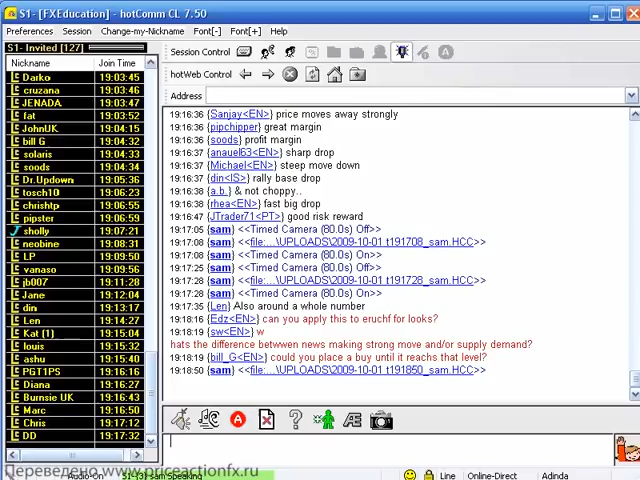 S1- [FXEducation] - hotComm CL 7.50
Preferences Session Change-my-Nickname Font[-] Font[+] Help
S1- Invited [127]
Nickname Join Time
Darko 19:03:45
cruzana 19:03:46
JENADA 19:03:47
fat 19:03:52
JohnUK 19:04:15
bill G 19:04:32
solaris 19:04:33
soods 19:04:34
Dr.Updown 19:05:36
tosch10 19:06:23
chrishtp 19:06:55
pipster 19:06:59
sholly 19:07:21
neobine 19:08:31
LP 19:09:50
vanaso 19:09:56
jb007 19:11:28
Jane 19:12:04
din 19:13:17
Len 19:14:27
Kat (1) 19:15:04
louis 19:15:32
ashu 19:15:40
PGT1PS 19:16:16
Diana 19:16:27
Burnsie UK 19:16:43
Marc 19:16:50
Chris 19:17:12
DD 19:17:32
Session Control
hotWeb Control
Address
19:16:36 {Sanjay<EN>} price moves away strongly
19:16:36 {pipchipper} great margin
19:16:36 {soods} profit margin
19:16:37 {anauel63<EN>} sharp drop
19:16:37 {Michael<EN>} steep move down
19:16:37 {din<IS>} rally base drop
19:16:38 {a.b.} & not choppy..
19:16:38 {rhea<EN>} fast big drop
19:16:47 {JTrader71<PT>} good risk reward
19:17:05 {sam} <<Timed Camera (80.0s) Off>>
19:17:08 {sam} <<file:...\UPLOADS\2009-10-01_t191708_sam.HCC>>
19:17:08 {sam} <<Timed Camera (80.0s) On>>
19:17:25 {sam} <<Timed Camera (80.0s) Off>>
19:17:28 {sam} <<file:...\UPLOADS\2009-10-01_t191728_sam.HCC>>
19:17:28 {sam} <<Timed Camera (80.0s) On>>
19:17:35 {Len} Also around a whole number
19:18:16 {Edz<EN>} can you apply this to eruchf for looks?
19:18:19 {sw<EN>} w
hats the difference betwwen news making strong move and/or supply demand?
19:18:19 {bill_G<EN>} could you place a buy until it reachs that level?
19:18:50 {sam} <<file:...\UPLOADS\2009-10-01_t191850_sam.HCC>>
Переведено www.priceactionfx.ru
Audio-On S1-(3) sam Speaking Line Online-Direct Adinda